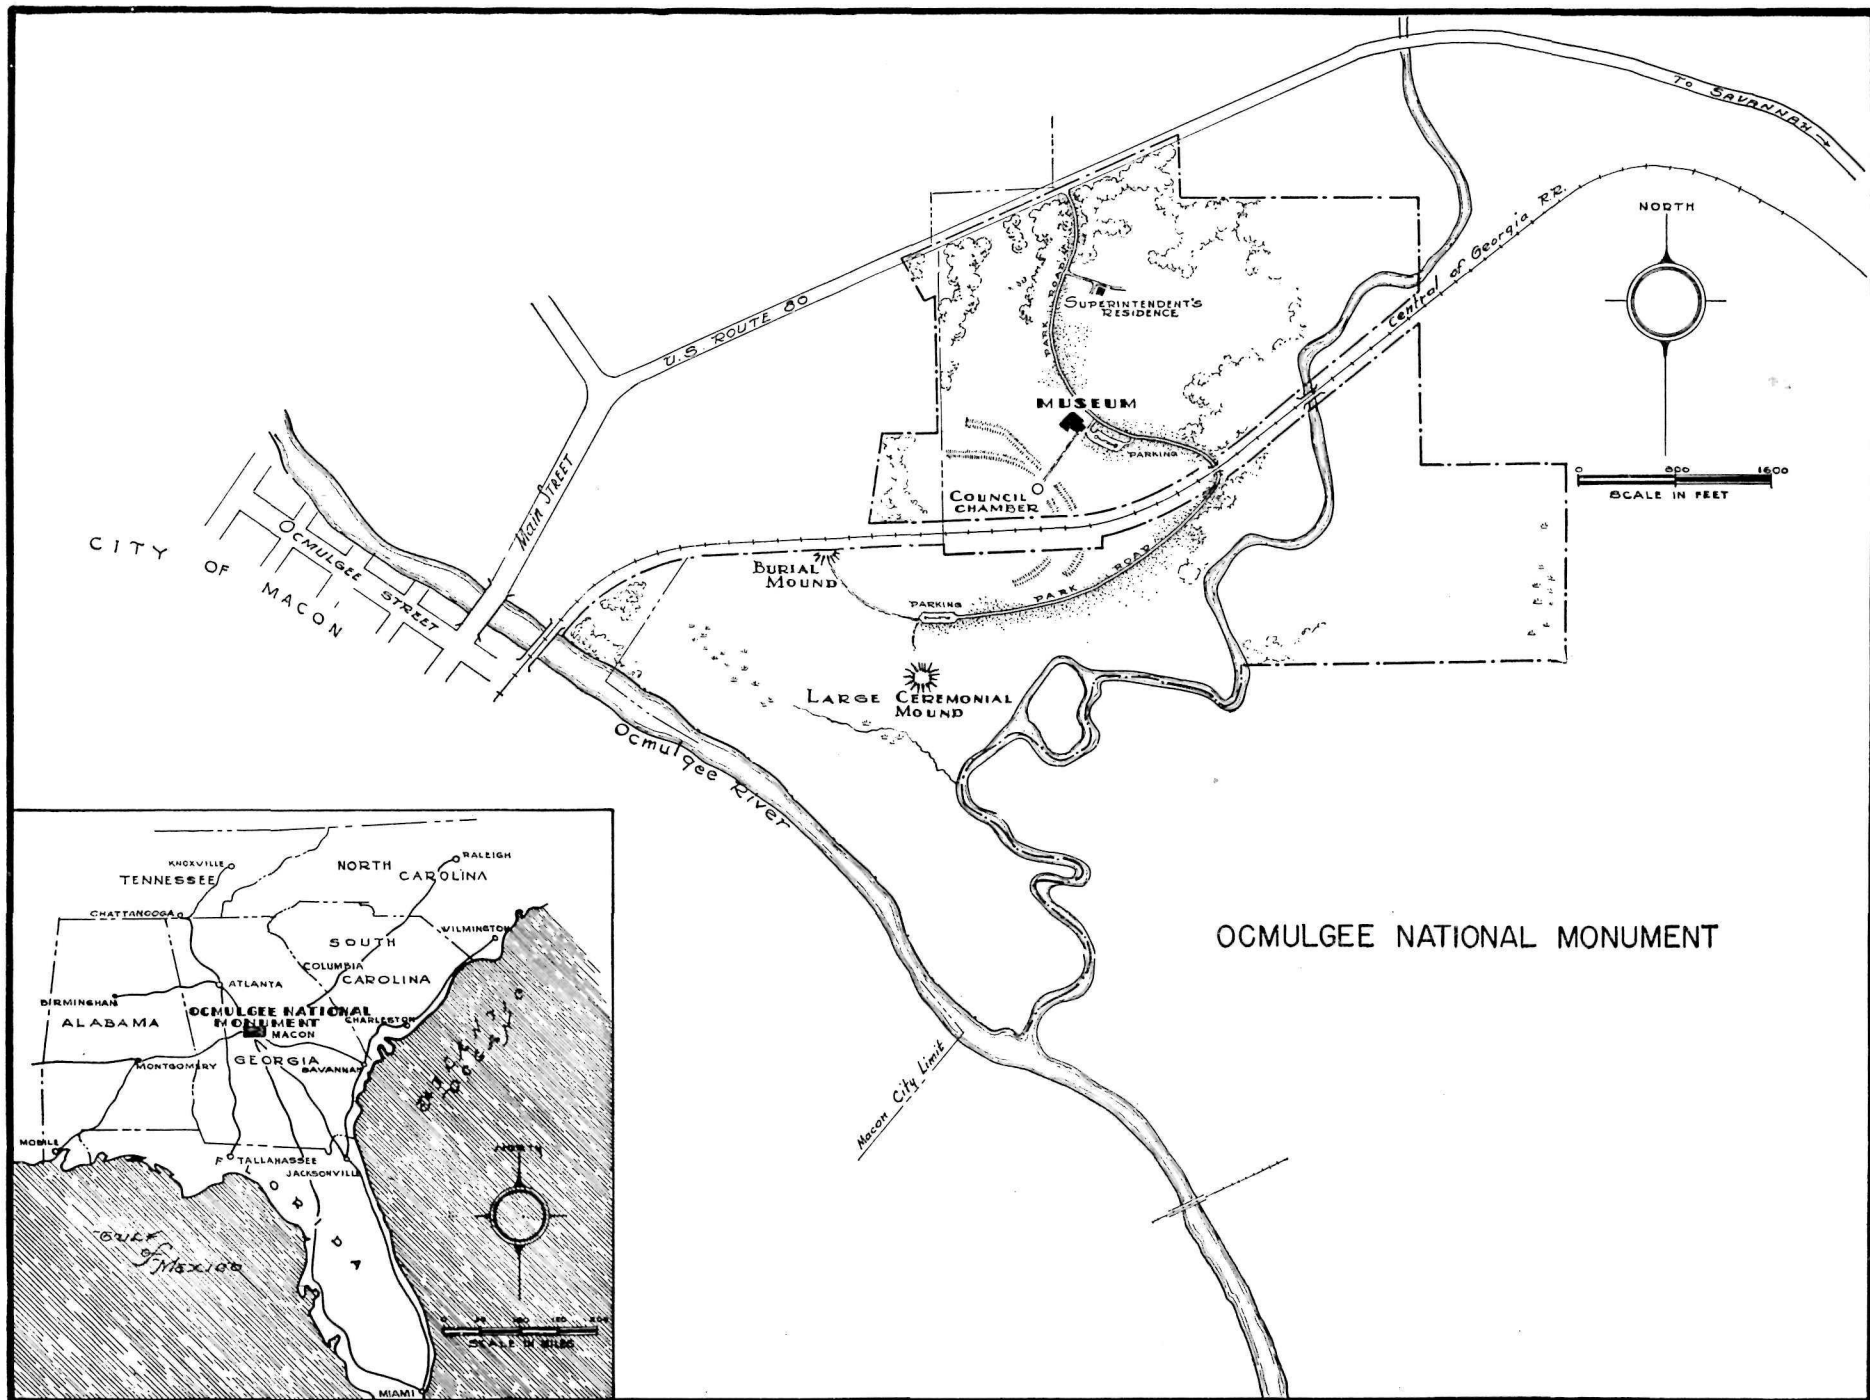 TO SAVANNAH
NORTH
Central of Georgia R.R.
U.S. ROUTE 80
PARK ROAD
SUPERINTENDENT'S
RESIDENCE
MUSEUM
PARKING
0 800 1600
SCALE IN FEET
COUNCIL
CHAMBER
Main STREET
CITY OF MACON
OCMULGEE STREET
BURIAL
MOUND
PARKING
PARK ROAD
LARGE CEREMONIAL
MOUND
Ocmulgee River
OCMULGEE NATIONAL MONUMENT
Macon City Limit
KNOXVILLE
TENNESSEE
NORTH
CAROLINA
RALEIGH
CHATTANOOGA
WILMINGTON
SOUTH
CAROLINA
COLUMBIA
ATLANTA
BIRMINGHAM
ALABAMA
OCMULGEE NATIONAL
MONUMENT
CHARLESTON
MACON
GEORGIA
MONTGOMERY
SAVANNAH
MOBILE
TALLAHASSEE
JACKSONVILLE
FLORIDA
NORTH
GULF
of
MEXICO
SCALE IN MILES
MIAMI